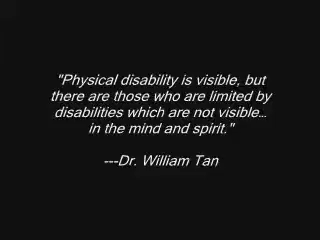 "Physical disability is visible, but
there are those who are limited by
disabilities which are not visible...
in the mind and spirit."
---Dr. William Tan